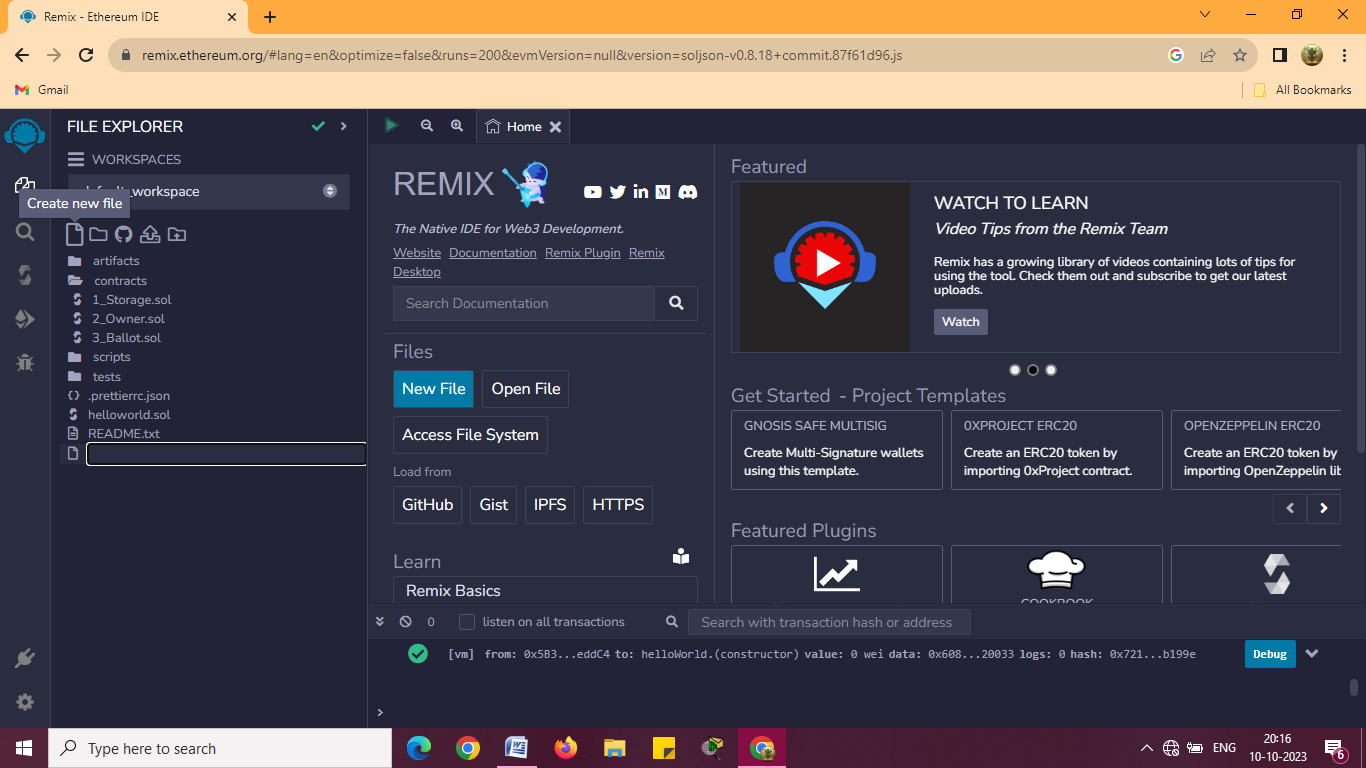 Remix - Ethereum IDE
remix.ethereum.org/#lang=en&optimize=false&runs=200&evmVersion=null&version=soljson-v0.8.18+commit.87f61d96.js
Gmail
All Bookmarks
FILE EXPLORER
WORKSPACES
workspace
Create new file
artifacts
contracts
1_Storage.sol
2_Owner.sol
3_Ballot.sol
scripts
tests
.prettierrc.json
helloworld.sol
README.txt
Home
REMIX
The Native IDE for Web3 Development.
Website Documentation Remix Plugin Remix
Desktop
Search Documentation
Files
New File Open File
Access File System
Load from
GitHub Gist IPFS HTTPS
Learn
Remix Basics
Featured
WATCH TO LEARN
Video Tips from the Remix Team
Remix has a growing library of videos containing lots of tips for
using the tool. Check them out and subscribe to get our latest
uploads.
Watch
Get Started - Project Templates
GNOSIS SAFE MULTISIG
Create Multi-Signature wallets
using this template.
0XPROJECT ERC20
Create an ERC20 token by
importing 0xProject contract.
OPENZEPPELIN ERC20
Create an ERC20 token by
importing OpenZeppelin lib
Featured Plugins
COOKBOOK
0 listen on all transactions Search with transaction hash or address
[vm] from: 0x5B3...eddC4 to: helloWorld.(constructor) value: 0 wei data: 0x608...20033 logs: 0 hash: 0x721...b199e
Debug
>
Type here to search
ENG
20:16
10-10-2023
6